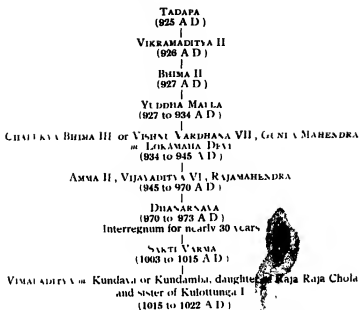 TADAPA
(925 A D)
VIKRAMADITYA II
(926 A D)
BHIMA II
(927 A D)
YUDDHA MALLA
(927 to 934 A D)
CHALUKYA BHIMA III or VISHNU VARDHANA VII, GUNDA MAHENDRA
m LOKAMAHA DEVI
(934 to 945 A D)
AMMA II, VIJAYADITYA VI, RAJAMAHENDRA
(945 to 970 A D)
DHANARNAVA
(970 to 973 A D)
Interregnum for nearly 30 years
SAKTI VARMA
(1003 to 1015 A D)
VIMALADITYA m Kundava or Kundamba, daughter Raja Raja Chola
and sister of Kulottunga I
(1015 to 1022 A D)